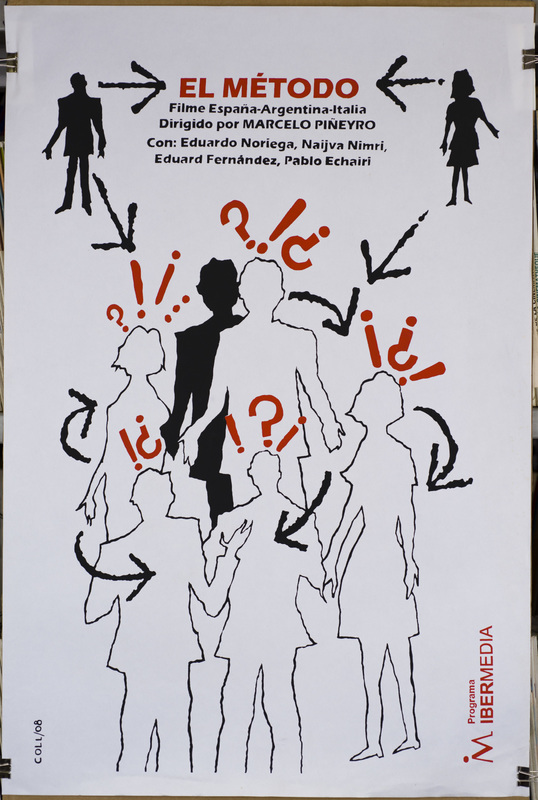 EL MÉTODO
Filme España-Argentina-Italia
Dirigido por MARCELO PIÑEYRO
Con: Eduardo Noriega, Naijva Nimri,
Eduard Fernández, Pablo Echairi
? ! ¿
? ! ! ...
¡ ¿ !
! ¿
! ? !
COLL/08
Programa
IBERMEDIA